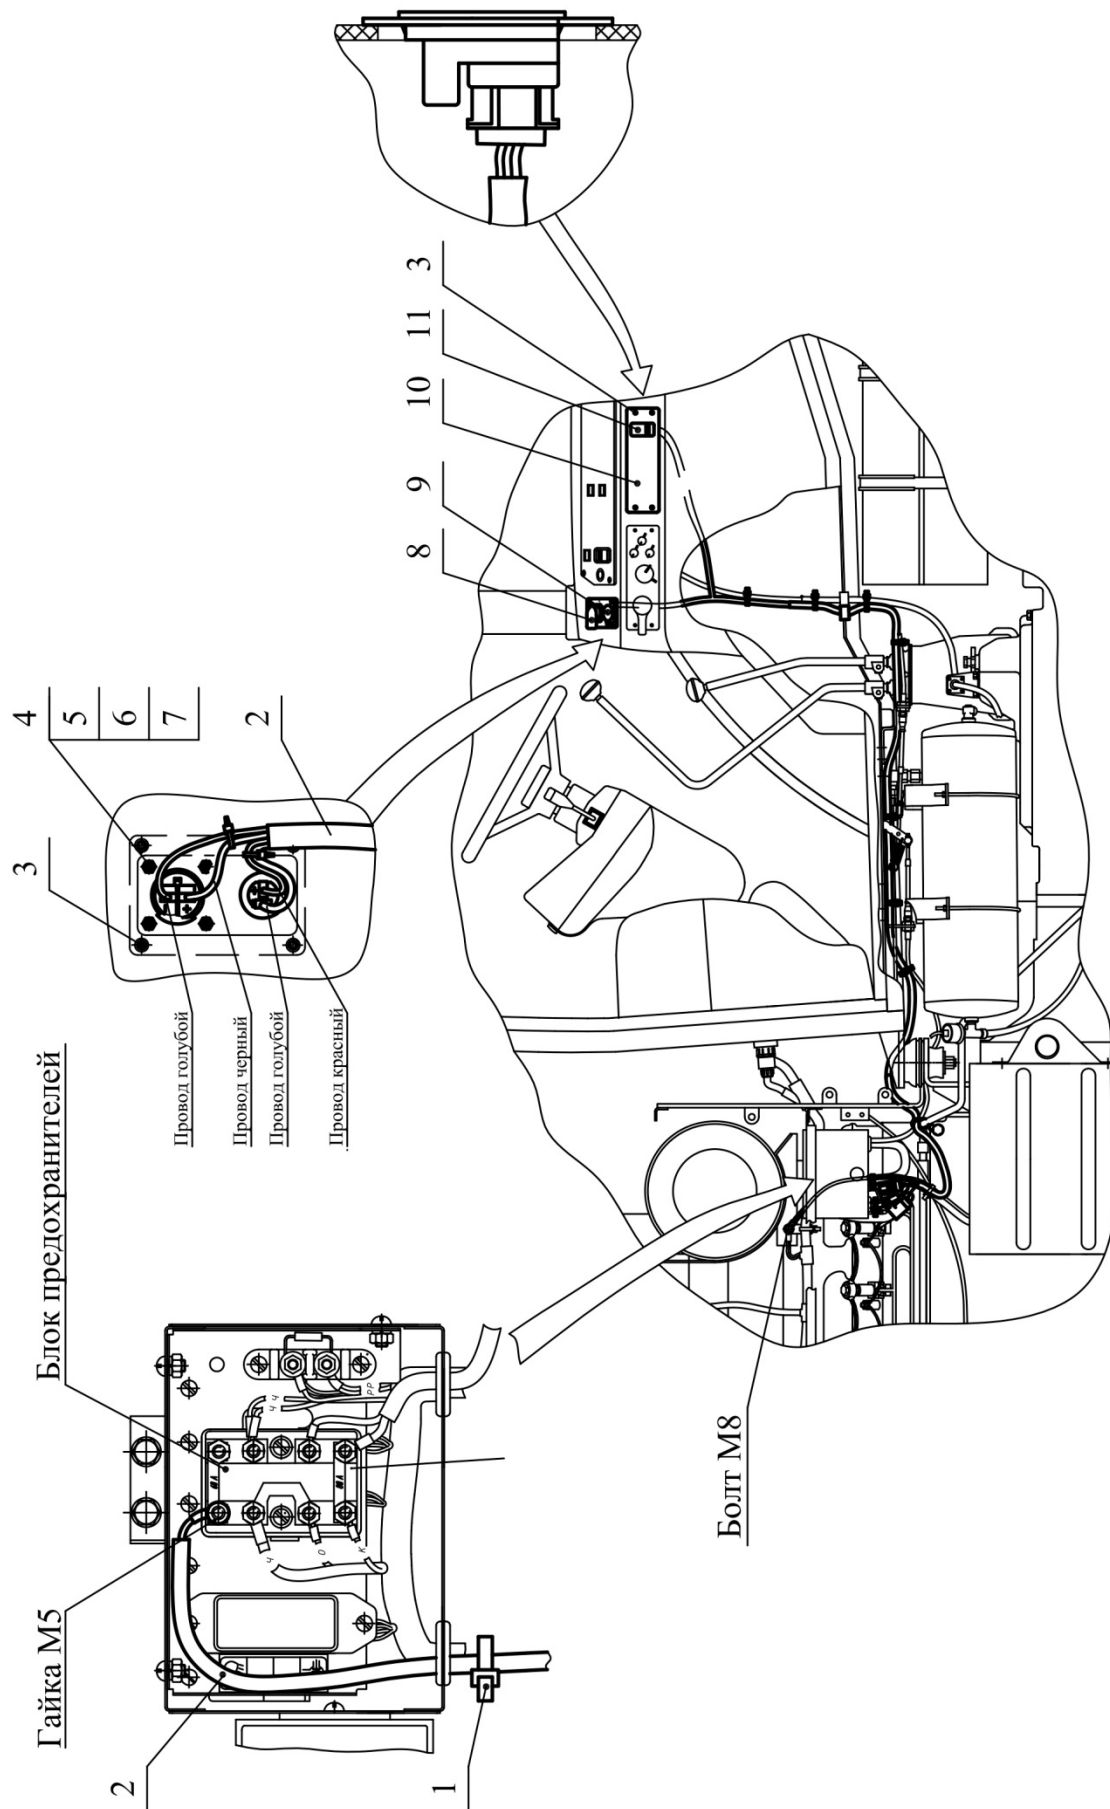 Гайка М5
Блок предохранителей
3
4
5
6
7
2
Провод голубой
Провод черный
Провод голубой
Провод красный
8
9
10
11
3
2
1
Болт М8
Ч Ч
РР
Ч
О
К